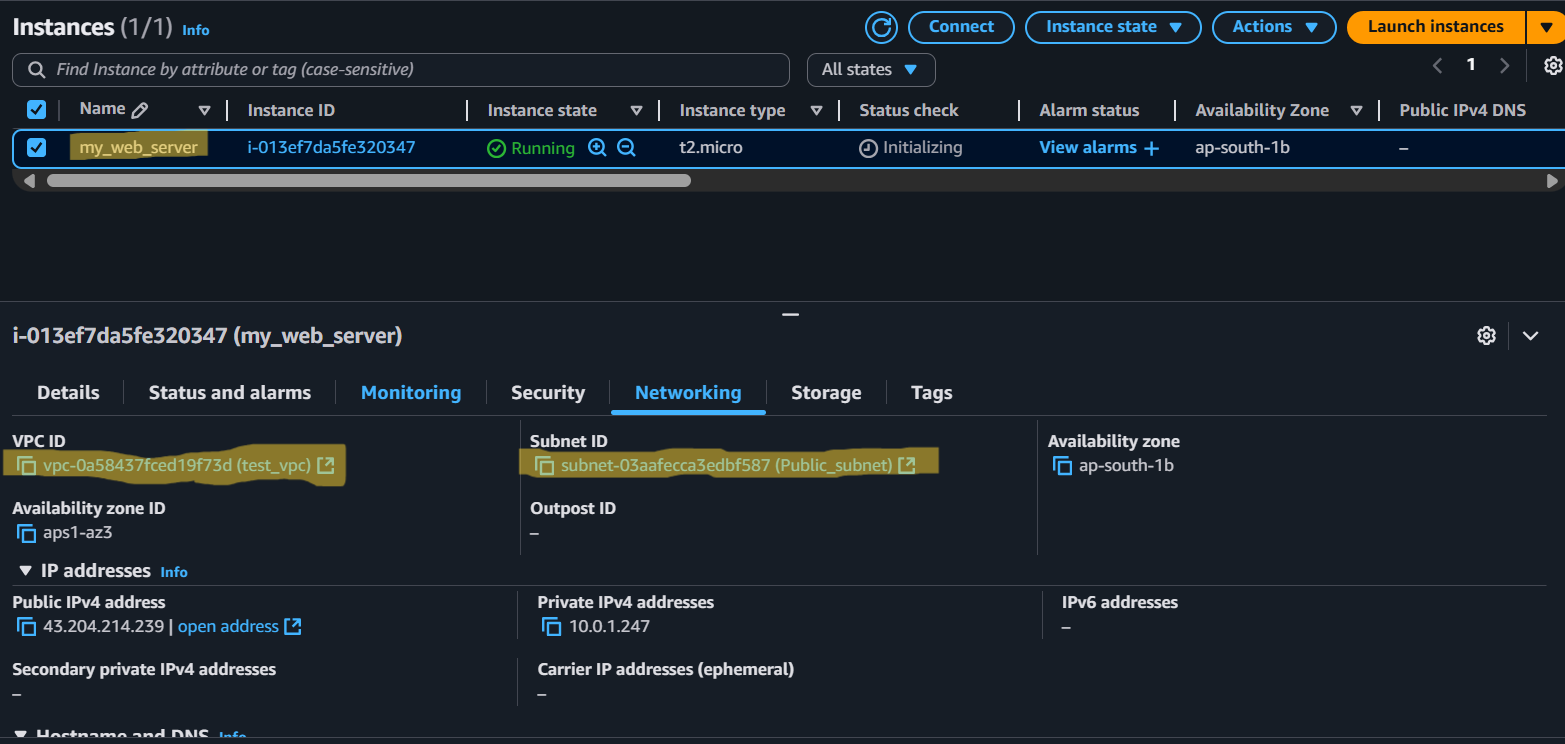 Instances (1/1) Info Connect Instance state Actions Launch instances
Find Instance by attribute or tag (case-sensitive) All states 1
Name Instance ID Instance state Instance type Status check Alarm status Availability Zone Public IPv4 DNS
my_web_server i-013ef7da5fe320347 Running t2.micro Initializing View alarms + ap-south-1b –
i-013ef7da5fe320347 (my_web_server)
Details Status and alarms Monitoring Security Networking Storage Tags
VPC ID Subnet ID Availability zone
vpc-0a58437fced19f73d (test_vpc) subnet-03aafecca3edbf587 (Public_subnet) ap-south-1b
Availability zone ID Outpost ID
aps1-az3 –
IP addresses Info
Public IPv4 address Private IPv4 addresses IPv6 addresses
43.204.214.239 | open address 10.0.1.247 –
Secondary private IPv4 addresses Carrier IP addresses (ephemeral)
– –
Hostname and DNS Info